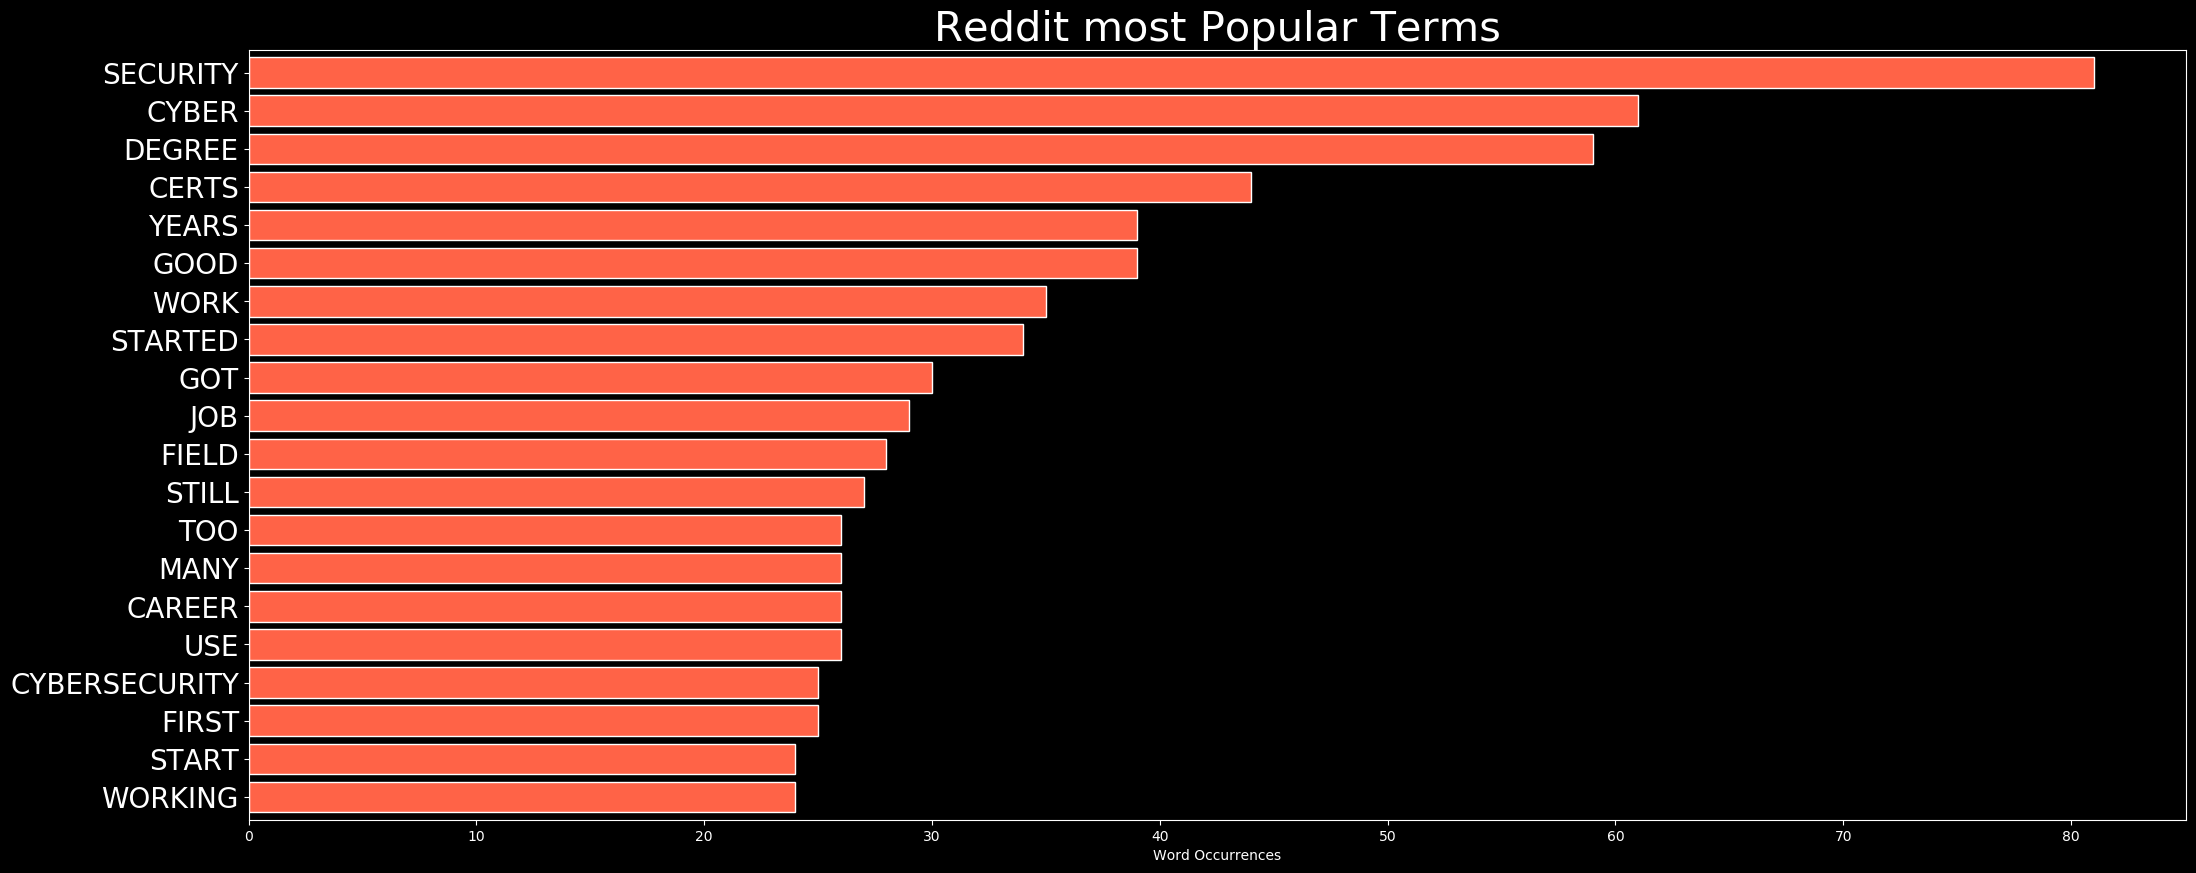 Reddit most Popular Terms
SECURITY
CYBER
DEGREE
CERTS
YEARS
GOOD
WORK
STARTED
GOT
JOB
FIELD
STILL
TOO
MANY
CAREER
USE
CYBERSECURITY
FIRST
START
WORKING
0 10 20 30 40 50 60 70 80
Word Occurrences